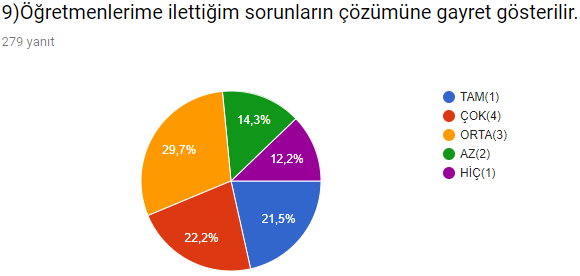 9)Öğretmenlerime ilettiğim sorunların çözümüne gayret gösterilir.
279 yanıt
TAM(1)
ÇOK(4)
ORTA(3)
AZ(2)
HİÇ(1)
14,3%
29,7%
12,2%
21,5%
22,2%